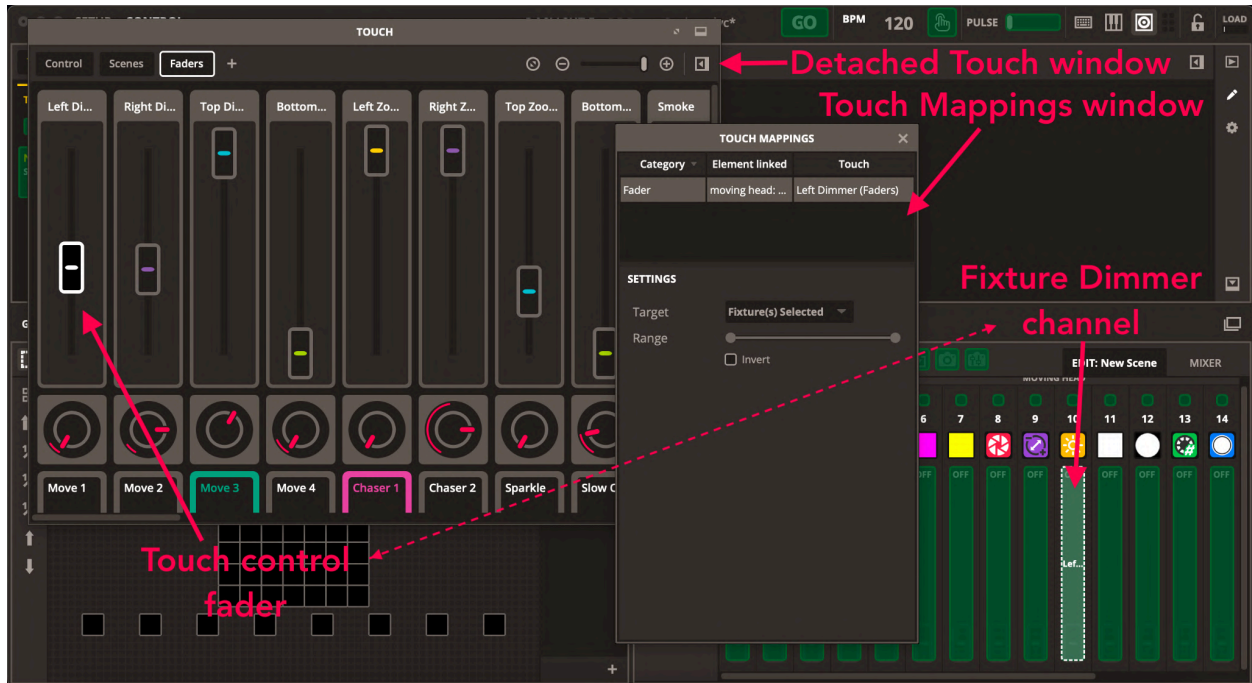 TOUCH
GO
BPM
120
PULSE
LOAD
Control
Scenes
Faders
+
Detached Touch window
Touch Mappings window
Left Di...
Right Di...
Top Di...
Bottom...
Left Zo...
Right Z...
Top Zoo...
Bottom...
Smoke
TOUCH MAPPINGS
Category
Element linked
Touch
Fader
moving head: ...
Left Dimmer (Faders)
SETTINGS
Target
Fixture(s) Selected
Range
Invert
Fixture Dimmer
channel
EDIT: New Scene
MIXER
MOVING HEAD
6 7 8 9 10 11 12 13 14
OFF OFF OFF OFF OFF OFF OFF OFF
Lef...
Move 1
Move 2
Move 3
Move 4
Chaser 1
Chaser 2
Sparkle
Slow C
Touch control
fader
+